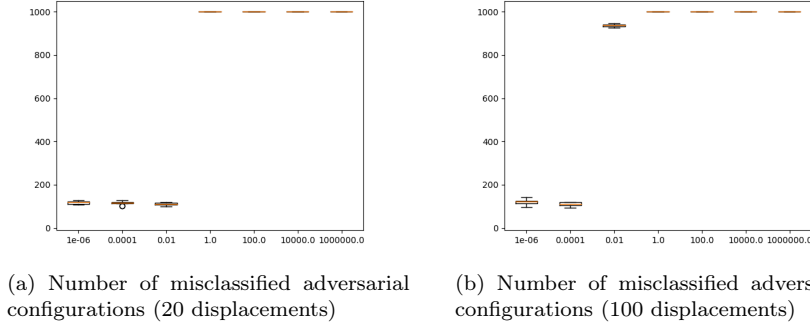 1000
800
600
400
200
0
1e-06 0.0001 0.01 1.0 100.0 10000.0 1000000.0
(a) Number of misclassified adversarial
configurations (20 displacements)
1000
800
600
400
200
0
1e-06 0.0001 0.01 1.0 100.0 10000.0 1000000.0
(b) Number of misclassified advers
configurations (100 displacements)